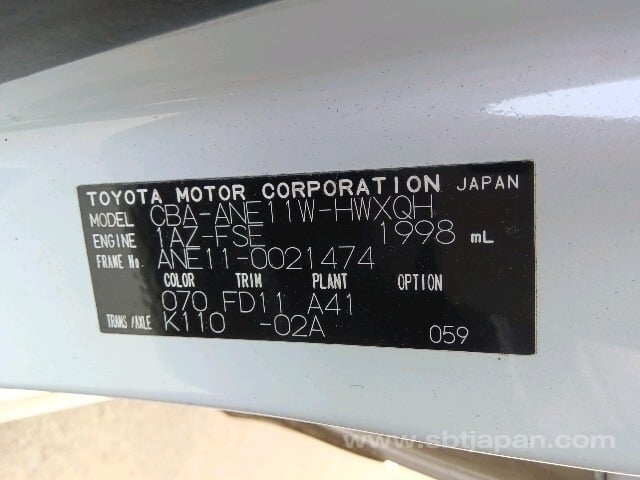 TOYOTA MOTOR CORPORATION JAPAN
MODEL CBA-ANE11W-HWXQH
ENGINE 1AZ-FSE 1998 mL
FRAME No. ANE11-0021474
COLOR TRIM PLANT OPTION
070 FD11 A41
TRANS/AXLE K110 -02A 059
www.sbtjapan.com